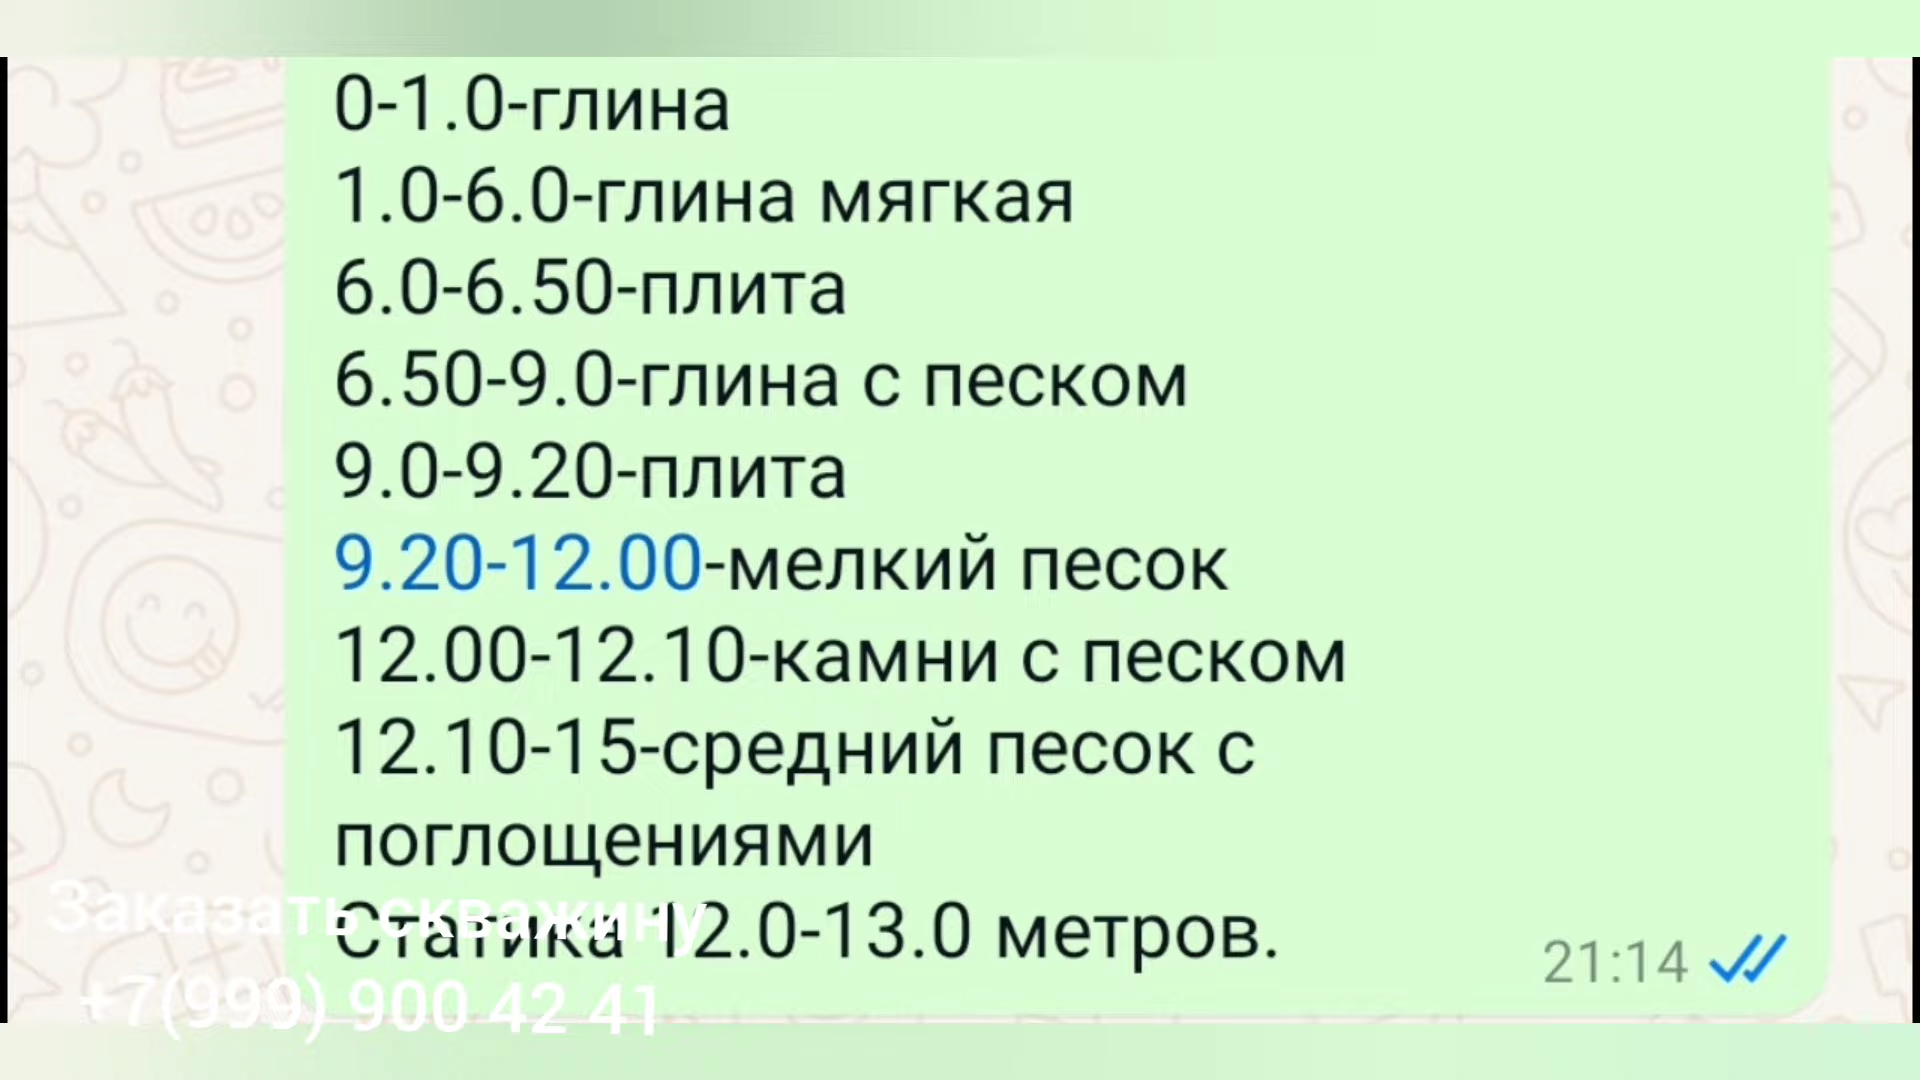 0-1.0-глина
1.0-6.0-глина мягкая
6.0-6.50-плита
6.50-9.0-глина с песком
9.0-9.20-плита
9.20-12.00-мелкий песок
12.00-12.10-камни с песком
12.10-15-средний песок с
поглощениями
Статика 12.0-13.0 метров.
21:14
Заказать скважину
+7(999) 900 42 41